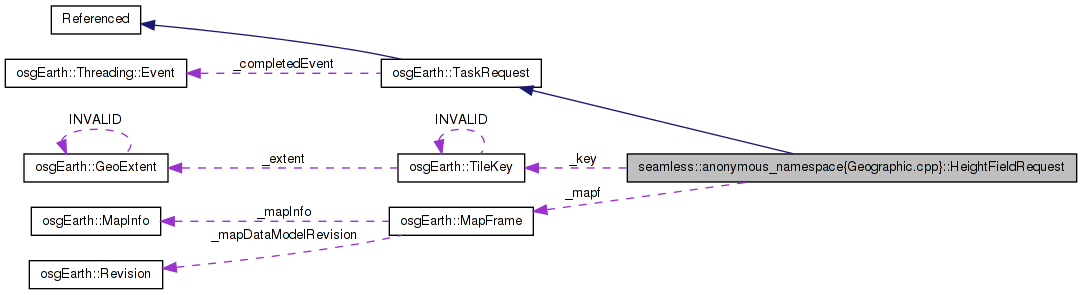 Referenced
_completedEvent
osgEarth::Threading::Event
osgEarth::TaskRequest
INVALID
INVALID
_extent
_key
osgEarth::GeoExtent
osgEarth::TileKey
seamless::anonymous_namespace{Geographic.cpp}::HeightFieldRequest
_mapf
_mapInfo
osgEarth::MapInfo
osgEarth::MapFrame
_mapDataModelRevision
osgEarth::Revision